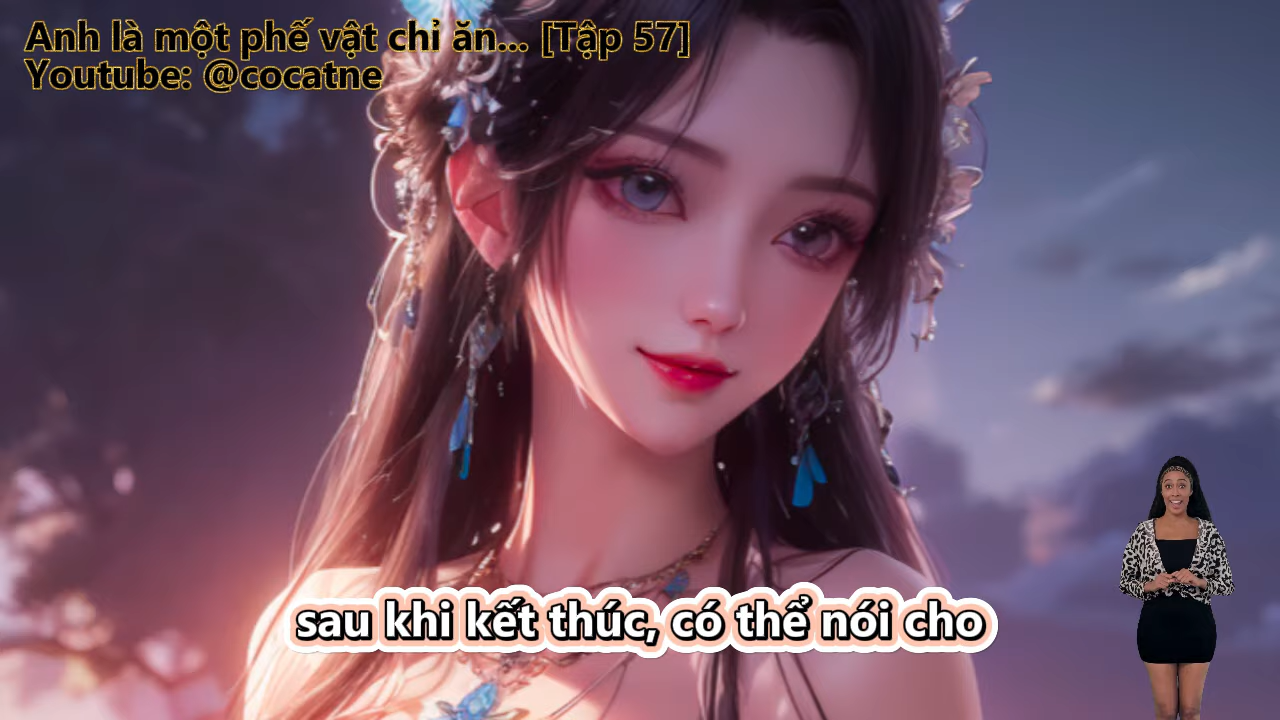 Anh là một phế vật chỉ ăn... [Tập 57]
Youtube: @cocatne
sau khi kết thúc, có thể nói cho